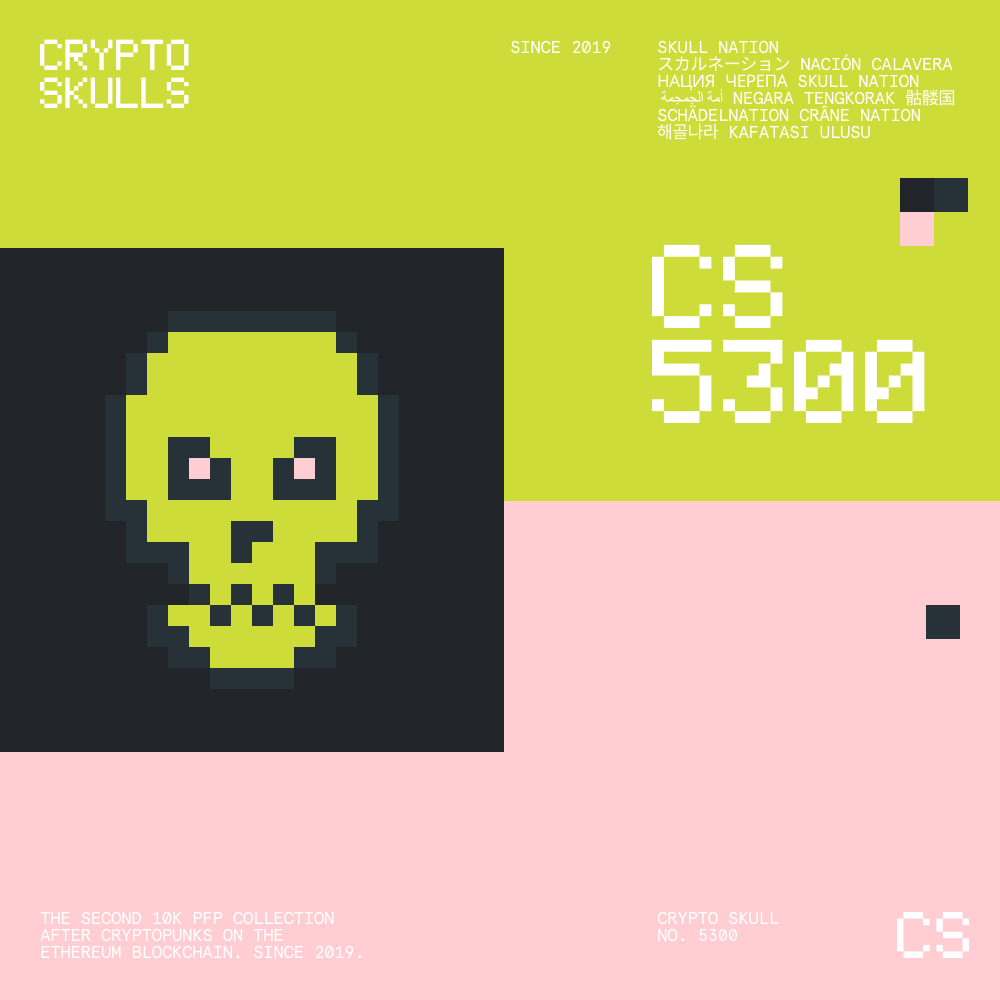 CRYPTO
SKULLS
SINCE 2019
SKULL NATION
スカルネーション NACIÓN CALAVERA
НАЦИЯ ЧЕРЕПА SKULL NATION
أمة الجمجمة NEGARA TENGKORAK 骷髅国
SCHÄDELNATION CRÂNE NATION
해골나라 KAFATASI ULUSU
CS
5300
THE SECOND 10K PFP COLLECTION
AFTER CRYPTOPUNKS ON THE
ETHEREUM BLOCKCHAIN. SINCE 2019.
CRYPTO SKULL
NO. 5300
CS